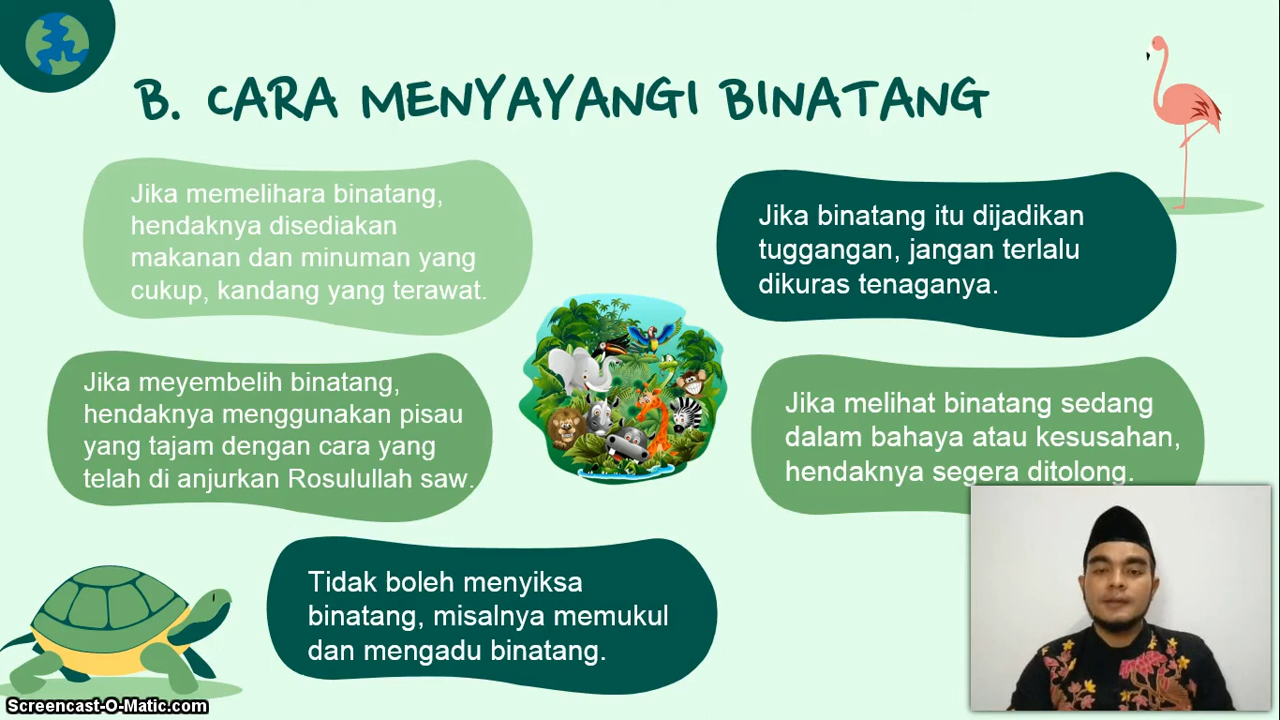 B. CARA MENYAYANGI BINATANG
Jika memelihara binatang,
hendaknya disediakan
makanan dan minuman yang
cukup, kandang yang terawat.
Jika binatang itu dijadikan
tuggangan, jangan terlalu
dikuras tenaganya.
Jika meyembelih binatang,
hendaknya menggunakan pisau
yang tajam dengan cara yang
telah di anjurkan Rosulullah saw.
Jika melihat binatang sedang
dalam bahaya atau kesusahan,
hendaknya segera ditolong.
Tidak boleh menyiksa
binatang, misalnya memukul
dan mengadu binatang.
Screencast-O-Matic.com